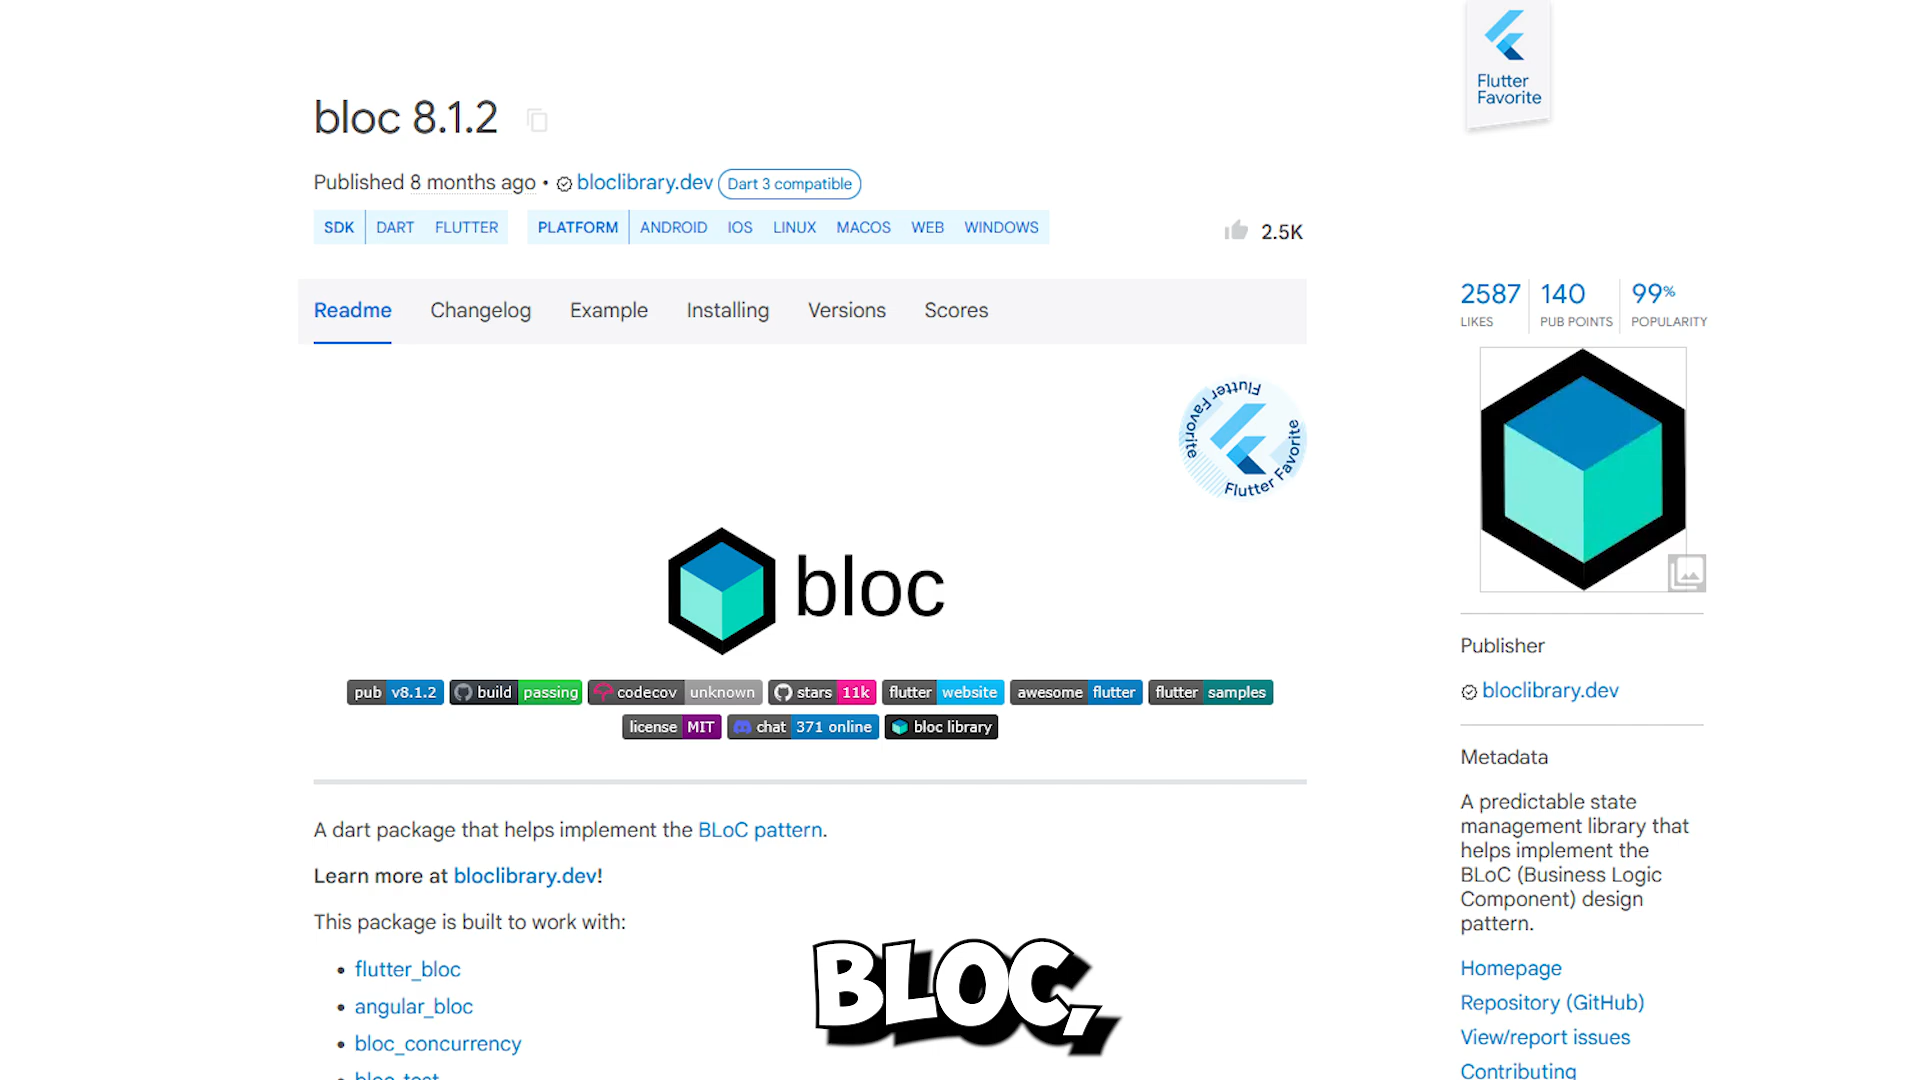 Flutter
Favorite
bloc 8.1.2
Published 8 months ago • bloclibrary.dev Dart 3 compatible
SDK DART FLUTTER PLATFORM ANDROID IOS LINUX MACOS WEB WINDOWS
2.5K
Readme Changelog Example Installing Versions Scores
2587 LIKES
140 PUB POINTS
99% POPULARITY
Flutter Favorite
Flutter Favorite
bloc
pub v8.1.2 build passing codecov unknown stars 11k flutter website awesome flutter flutter samples
license MIT chat 371 online bloc library
A dart package that helps implement the BLoC pattern.
Learn more at bloclibrary.dev!
This package is built to work with:
• flutter_bloc
• angular_bloc
• bloc_concurrency
• bloc_test
BLOC,
Publisher
bloclibrary.dev
Metadata
A predictable state
management library that
helps implement the
BLoC (Business Logic
Component) design
pattern.
Homepage
Repository (GitHub)
View/report issues
Contributing